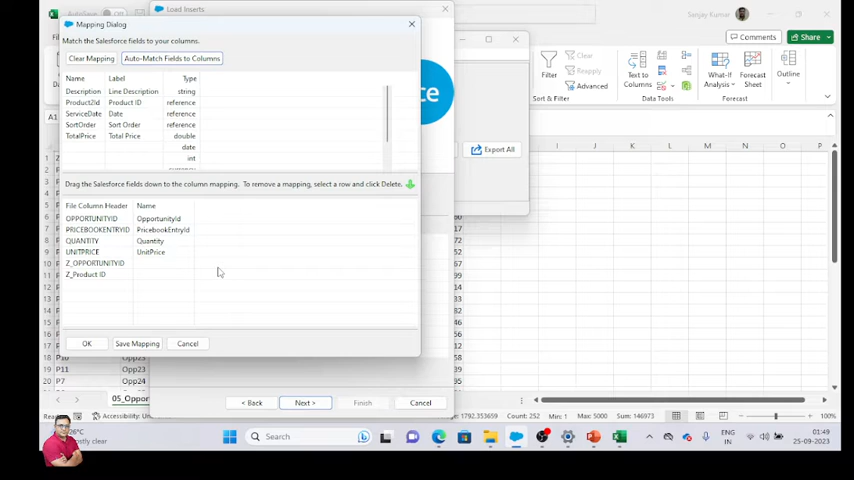 Load Inserts
Sanjay Kumar
Mapping Dialog
Match the Salesforce fields to your columns.
Clear Mapping
Auto-Match Fields to Columns
Comments
Share
Name Label Type
Description Line Description string
Product2Id Product ID reference
ServiceDate Date reference
SortOrder Sort Order reference
TotalPrice Total Price double
date
int
Drag the Salesforce fields down to the column mapping. To remove a mapping, select a row and click Delete.
File Column Header Name
OPPORTUNITYID OpportunityId
PRICEBOOKENTRYID PricebookEntryId
QUANTITY Quantity
UNITPRICE UnitPrice
Z_OPPORTUNITYID
Z_Product ID
OK
Save Mapping
Cancel
< Back
Next >
Finish
Cancel
Export All
Filter
Clear
Reapply
Advanced
Sort & Filter
Text to Columns
Data Tools
What-If Analysis
Forecast Sheet
Forecast
Outline
A1
I J K L M N O P
P10 Opp23
P11
P7 Opp24
05_Oppor
Accessibility: Unav
Count: 252
Max: 5000
Sum: 146973
100%
26°C
Search
ENG
IN
01:49
25-09-2023